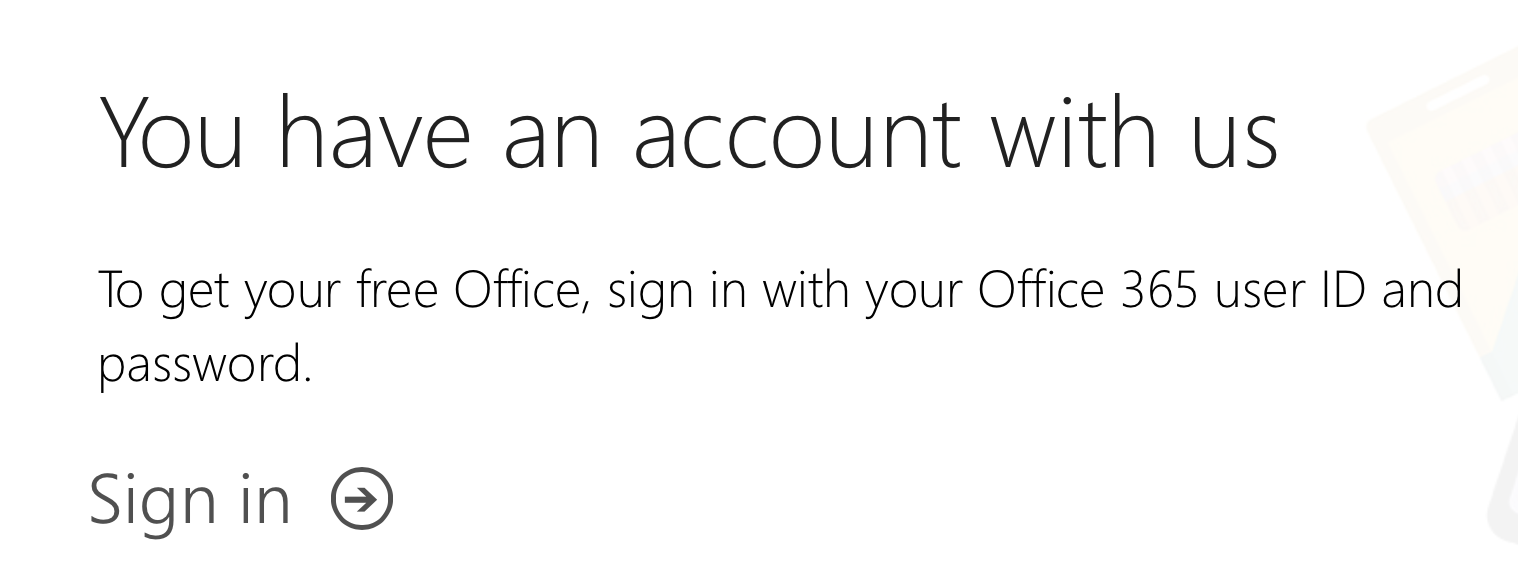 You have an account with us
To get your free Office, sign in with your Office 365 user ID and
password.
Sign in